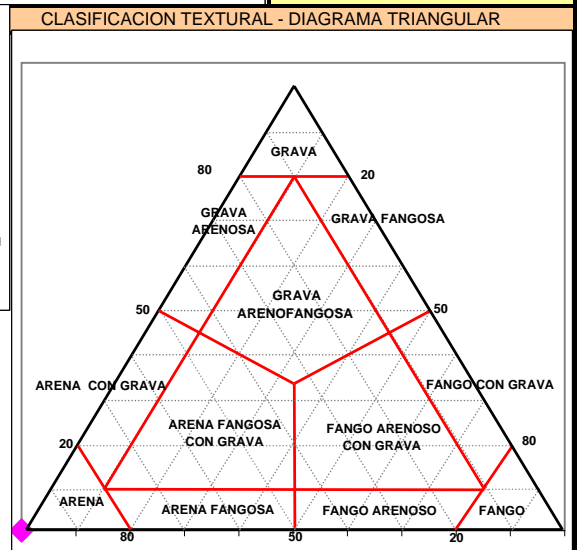 CLASIFICACION TEXTURAL - DIAGRAMA TRIANGULAR
GRAVA
80
20
GRAVA
ARENOSA
GRAVA FANGOSA
GRAVA
ARENOFANGOSA
50
50
ARENA CON GRAVA
FANGO CON GRAVA
ARENA FANGOSA
CON GRAVA
FANGO ARENOSO
CON GRAVA
20
80
ARENA
ARENA FANGOSA
FANGO ARENOSO
FANGO
80
50
20